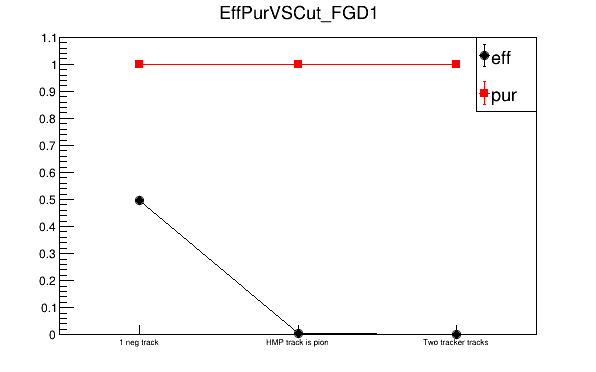 EffPurVSCut_FGD1
1.1
1
0.9
0.8
0.7
0.6
0.5
0.4
0.3
0.2
0.1
0
eff
pur
1 neg track
HMP track is pion
Two tracker tracks